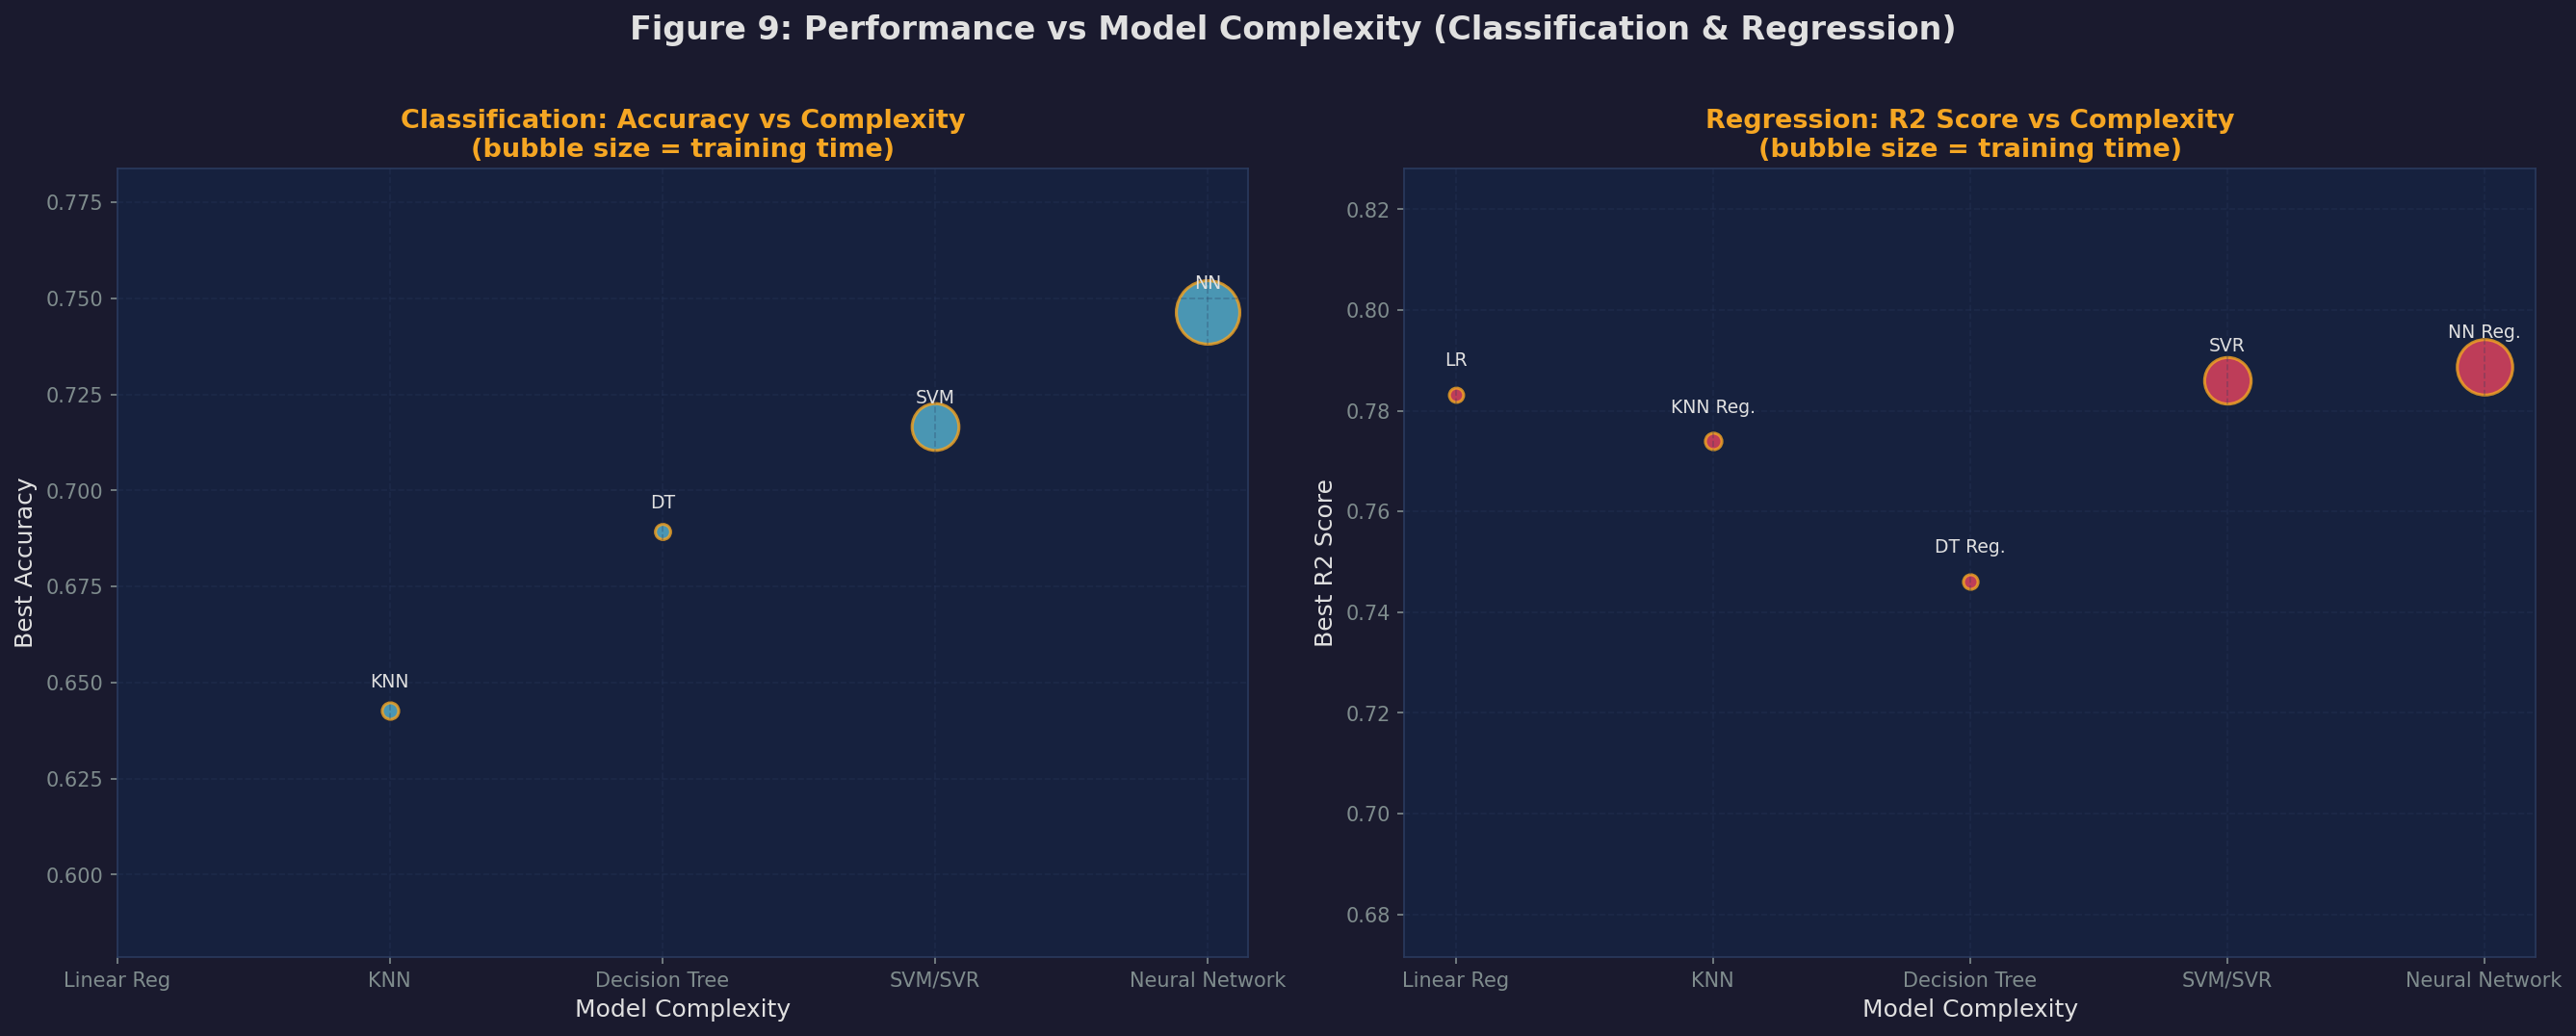 Figure 9: Performance vs Model Complexity (Classification & Regression)
Classification: Accuracy vs Complexity
(bubble size = training time)
Best Accuracy
0.775
0.750
0.725
0.700
0.675
0.650
0.625
0.600
NN
SVM
DT
KNN
Linear Reg
KNN
Decision Tree
SVM/SVR
Neural Network
Model Complexity
Regression: R2 Score vs Complexity
(bubble size = training time)
Best R2 Score
0.82
0.80
0.78
0.76
0.74
0.72
0.70
0.68
LR
KNN Reg.
DT Reg.
SVR
NN Reg.
Linear Reg
KNN
Decision Tree
SVM/SVR
Neural Network
Model Complexity